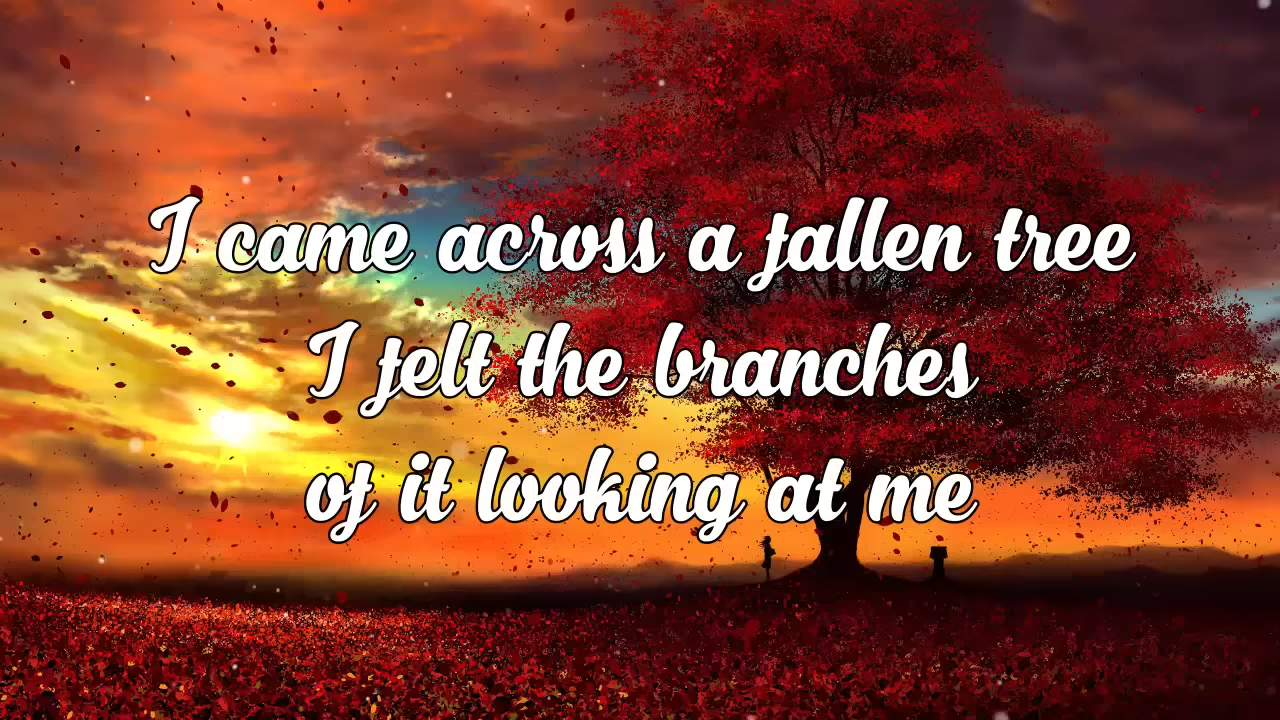 I came across a fallen tree
I felt the branches
of it looking at me